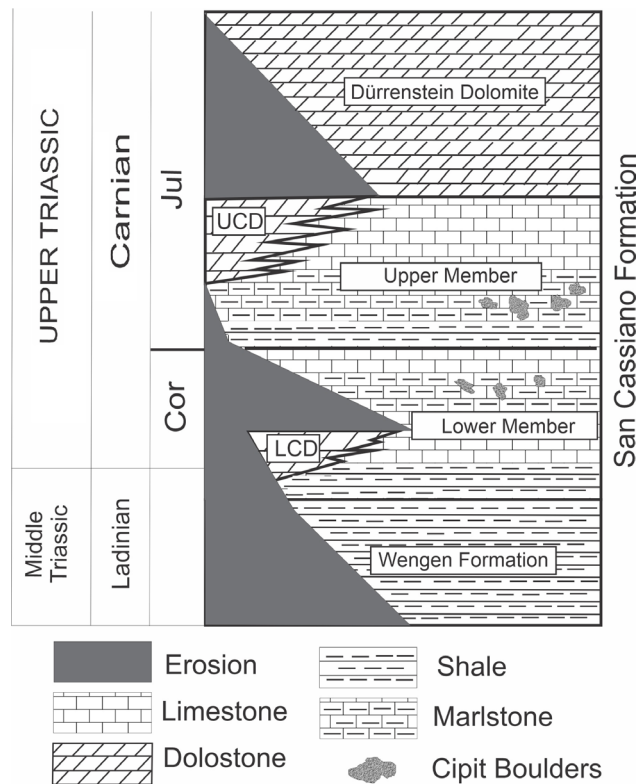 UPPER TRIASSIC
Carnian
Jul
Cor
Middle
Triassic
Ladinian
Dürrenstein Dolomite
UCD
Upper Member
Lower Member
LCD
Wengen Formation
San Cassiano Formation
Erosion
Limestone
Dolostone
Shale
Marlstone
Cipit Boulders